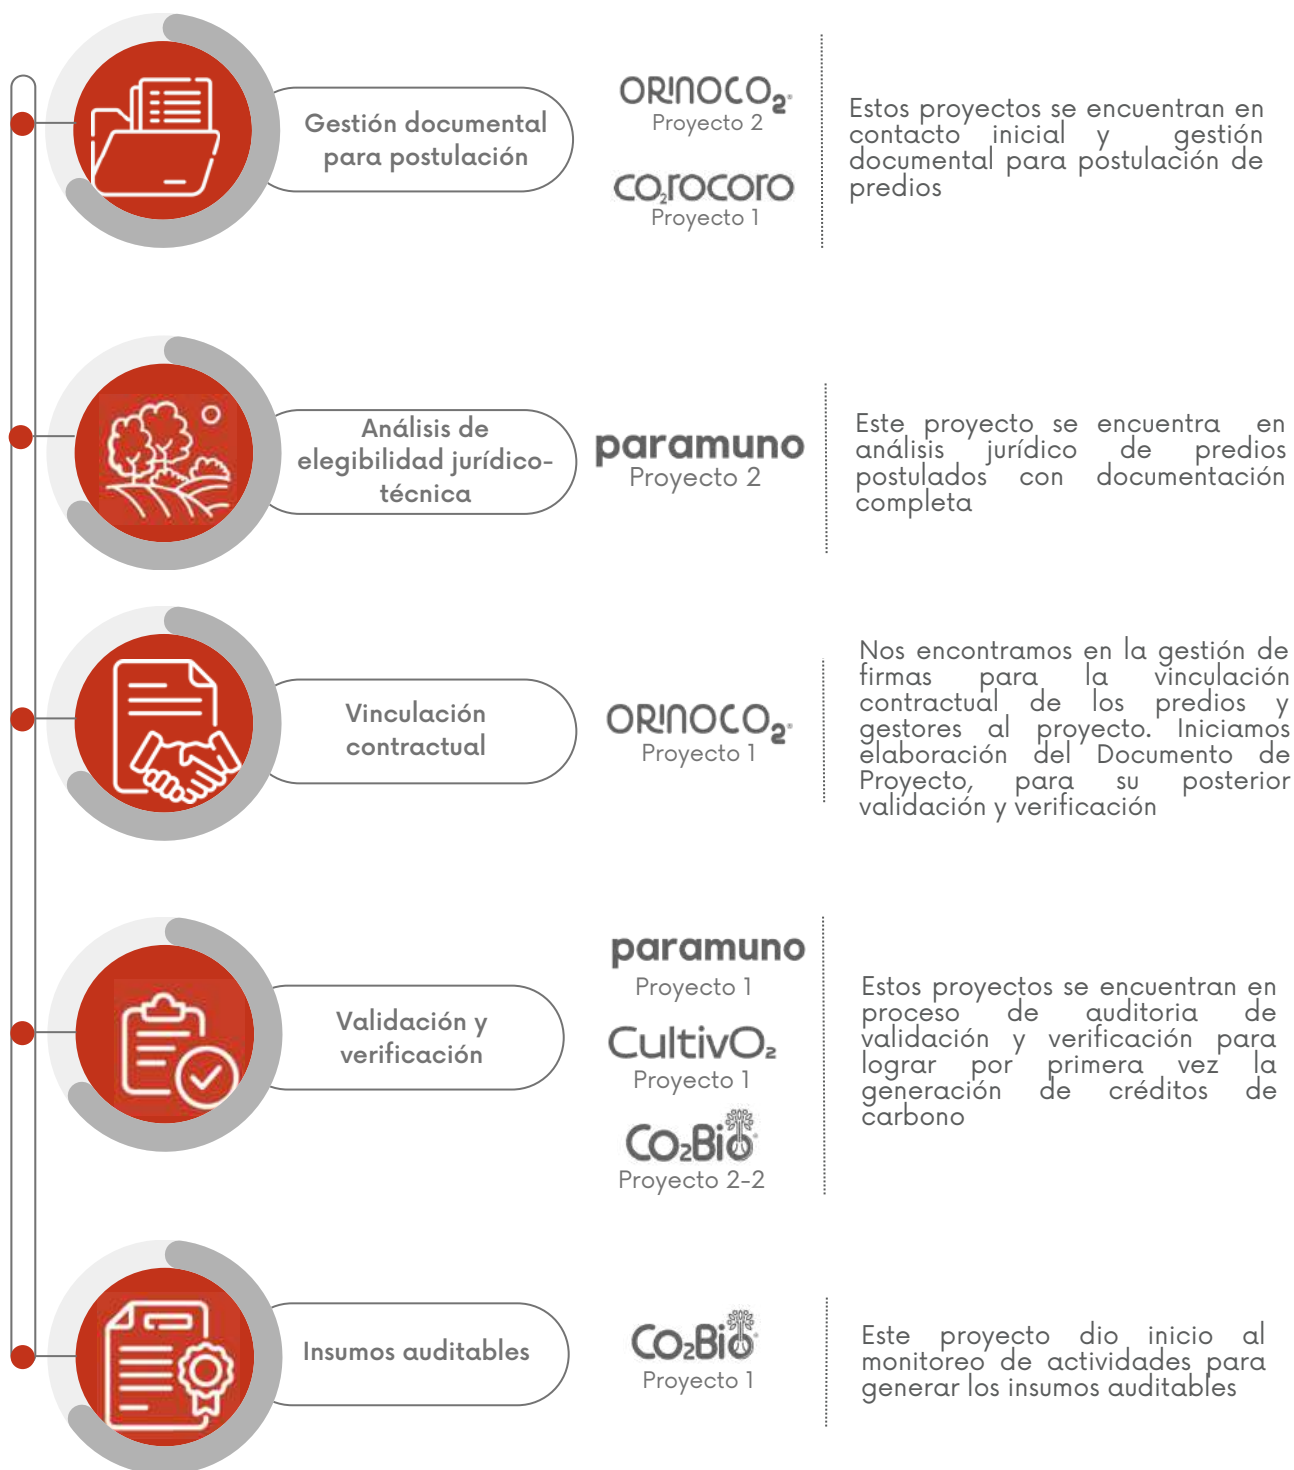 Gestión documental
para postulación
ORINOCO₂®
Proyecto 2
CO₂rocoro
Proyecto 1
Estos proyectos se encuentran en
contacto inicial y gestión
documental para postulación de
predios
Análisis de
elegibilidad jurídico-
técnica
paramuno
Proyecto 2
Este proyecto se encuentra en
análisis jurídico de predios
postulados con documentación
completa
Vinculación
contractual
ORINOCO₂®
Proyecto 1
Nos encontramos en la gestión de
firmas para la vinculación
contractual de los predios y
gestores al proyecto. Iniciamos
elaboración del Documento de
Proyecto, para su posterior
validación y verificación
Validación y
verificación
paramuno
Proyecto 1
CultivO₂
Proyecto 1
CO₂Bio
Proyecto 2-2
Estos proyectos se encuentran en
proceso de auditoria de
validación y verificación para
lograr por primera vez la
generación de créditos de
carbono
Insumos auditables
CO₂Bio
Proyecto 1
Este proyecto dio inicio al
monitoreo de actividades para
generar los insumos auditables